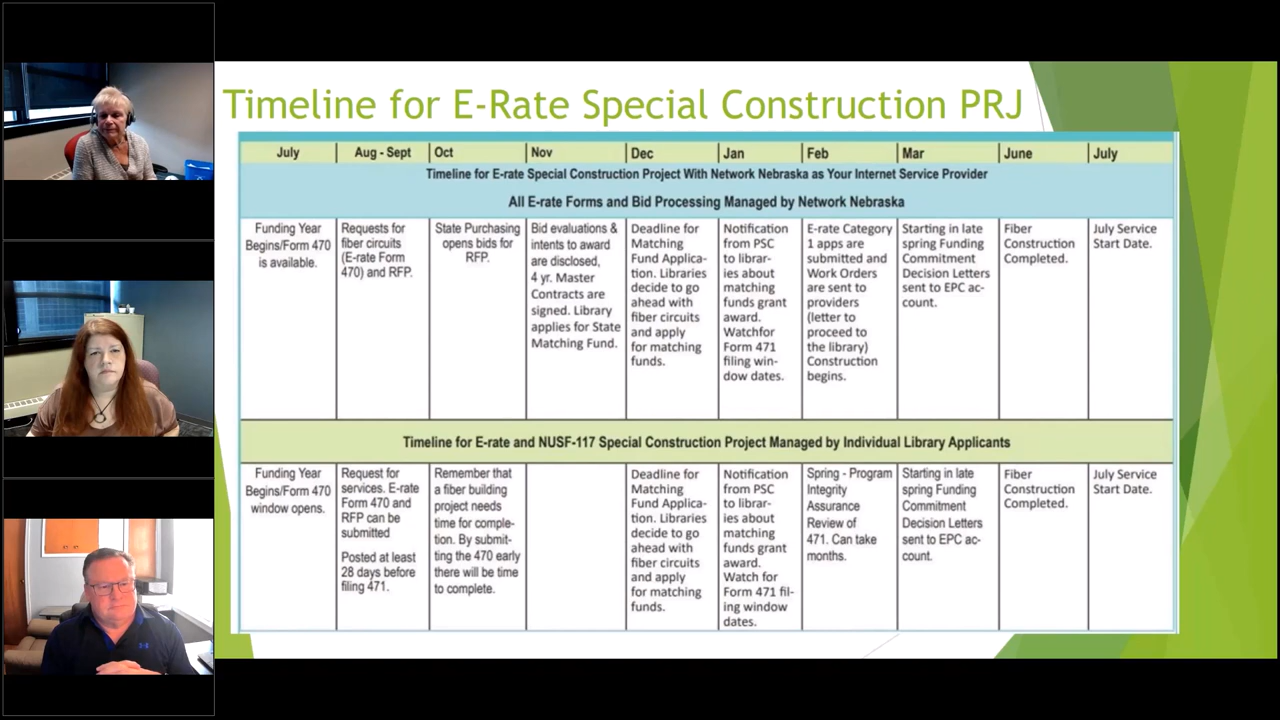 Timeline for E-Rate Special Construction PRJ
July Aug - Sept Oct Nov Dec Jan Feb Mar June July
Timeline for E-rate Special Construction Project With Network Nebraska as Your Internet Service Provider
All E-rate Forms and Bid Processing Managed by Network Nebraska
Funding Year
Begins/Form 470
is available.
Requests for
fiber circuits
(E-rate Form
470) and RFP.
State Purchasing
opens bids for
RFP.
Bid evaluations &
intents to award
are disclosed,
4 yr. Master
Contracts are
signed. Library
applies for State
Matching Fund.
Deadline for
Matching
Fund Applica-
tion. Libraries
decide to go
ahead with
fiber circuits
and apply
for matching
funds.
Notification
from PSC
to librar-
ies about
matching
funds grant
award.
Watchfor
Form 471
filing win-
dow dates.
E-rate Category
1 apps are
submitted and
Work Orders
are sent to
providers
(letter to
proceed to
the library)
Construction
begins.
Starting in late
spring Funding
Commitment
Decision Letters
sent to EPC ac-
count.
Fiber
Construction
Completed.
July Service
Start Date.
Timeline for E-rate and NUSF-117 Special Construction Project Managed by Individual Library Applicants
Funding Year
Begins/Form 470
window opens.
Request for
services. E-rate
Form 470 and
RFP can be
submitted
Posted at least
28 days before
filing 471.
Remember that
a fiber building
project needs
time for comple-
tion. By submit-
ting the 470 early
there will be time
to complete.
Deadline for
Matching
Fund Applica-
tion. Libraries
decide to go
ahead with
fiber circuits
and apply
for matching
funds.
Notification
from PSC
to librar-
ies about
matching
funds grant
award.
Watch for
Form 471 fil-
ing window
dates.
Spring - Program
Integrity
Assurance
Review of
471. Can take
months.
Starting in late
spring Funding
Commitment
Decision Letters
sent to EPC ac-
count.
Fiber
Construction
Completed.
July Service
Start Date.